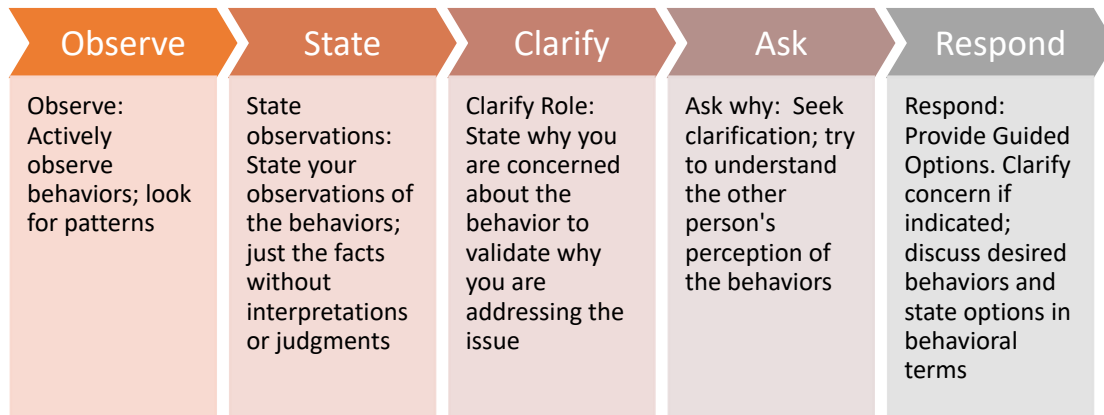 Observe
State
Clarify
Ask
Respond
Observe:
Actively
observe
behaviors; look
for patterns
State
observations:
State your
observations of
the behaviors;
just the facts
without
interpretations
or judgments
Clarify Role:
State why you
are concerned
about the
behavior to
validate why
you are
addressing the
issue
Ask why:  Seek
clarification; try
to understand
the other
person's
perception of
the behaviors
Respond:
Provide Guided
Options. Clarify
concern if
indicated;
discuss desired
behaviors and
state options in
behavioral
terms